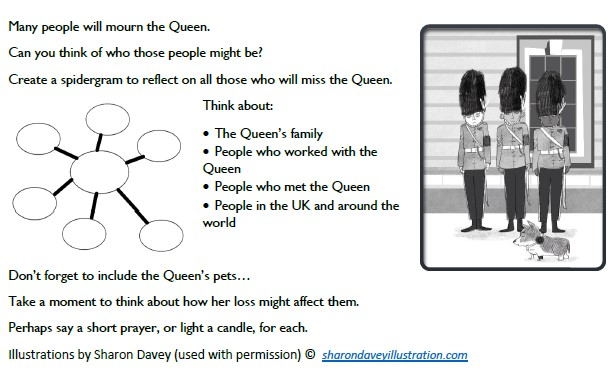 Many people will mourn the Queen.
Can you think of who those people might be?
Create a spidergram to reflect on all those who will miss the Queen.
Think about:
• The Queen's family
• People who worked with the
Queen
• People who met the Queen
• People in the UK and around the
world
Don't forget to include the Queen's pets…
Take a moment to think about how her loss might affect them.
Perhaps say a short prayer, or light a candle, for each.
Illustrations by Sharon Davey (used with permission) © sharondaveyillustration.com